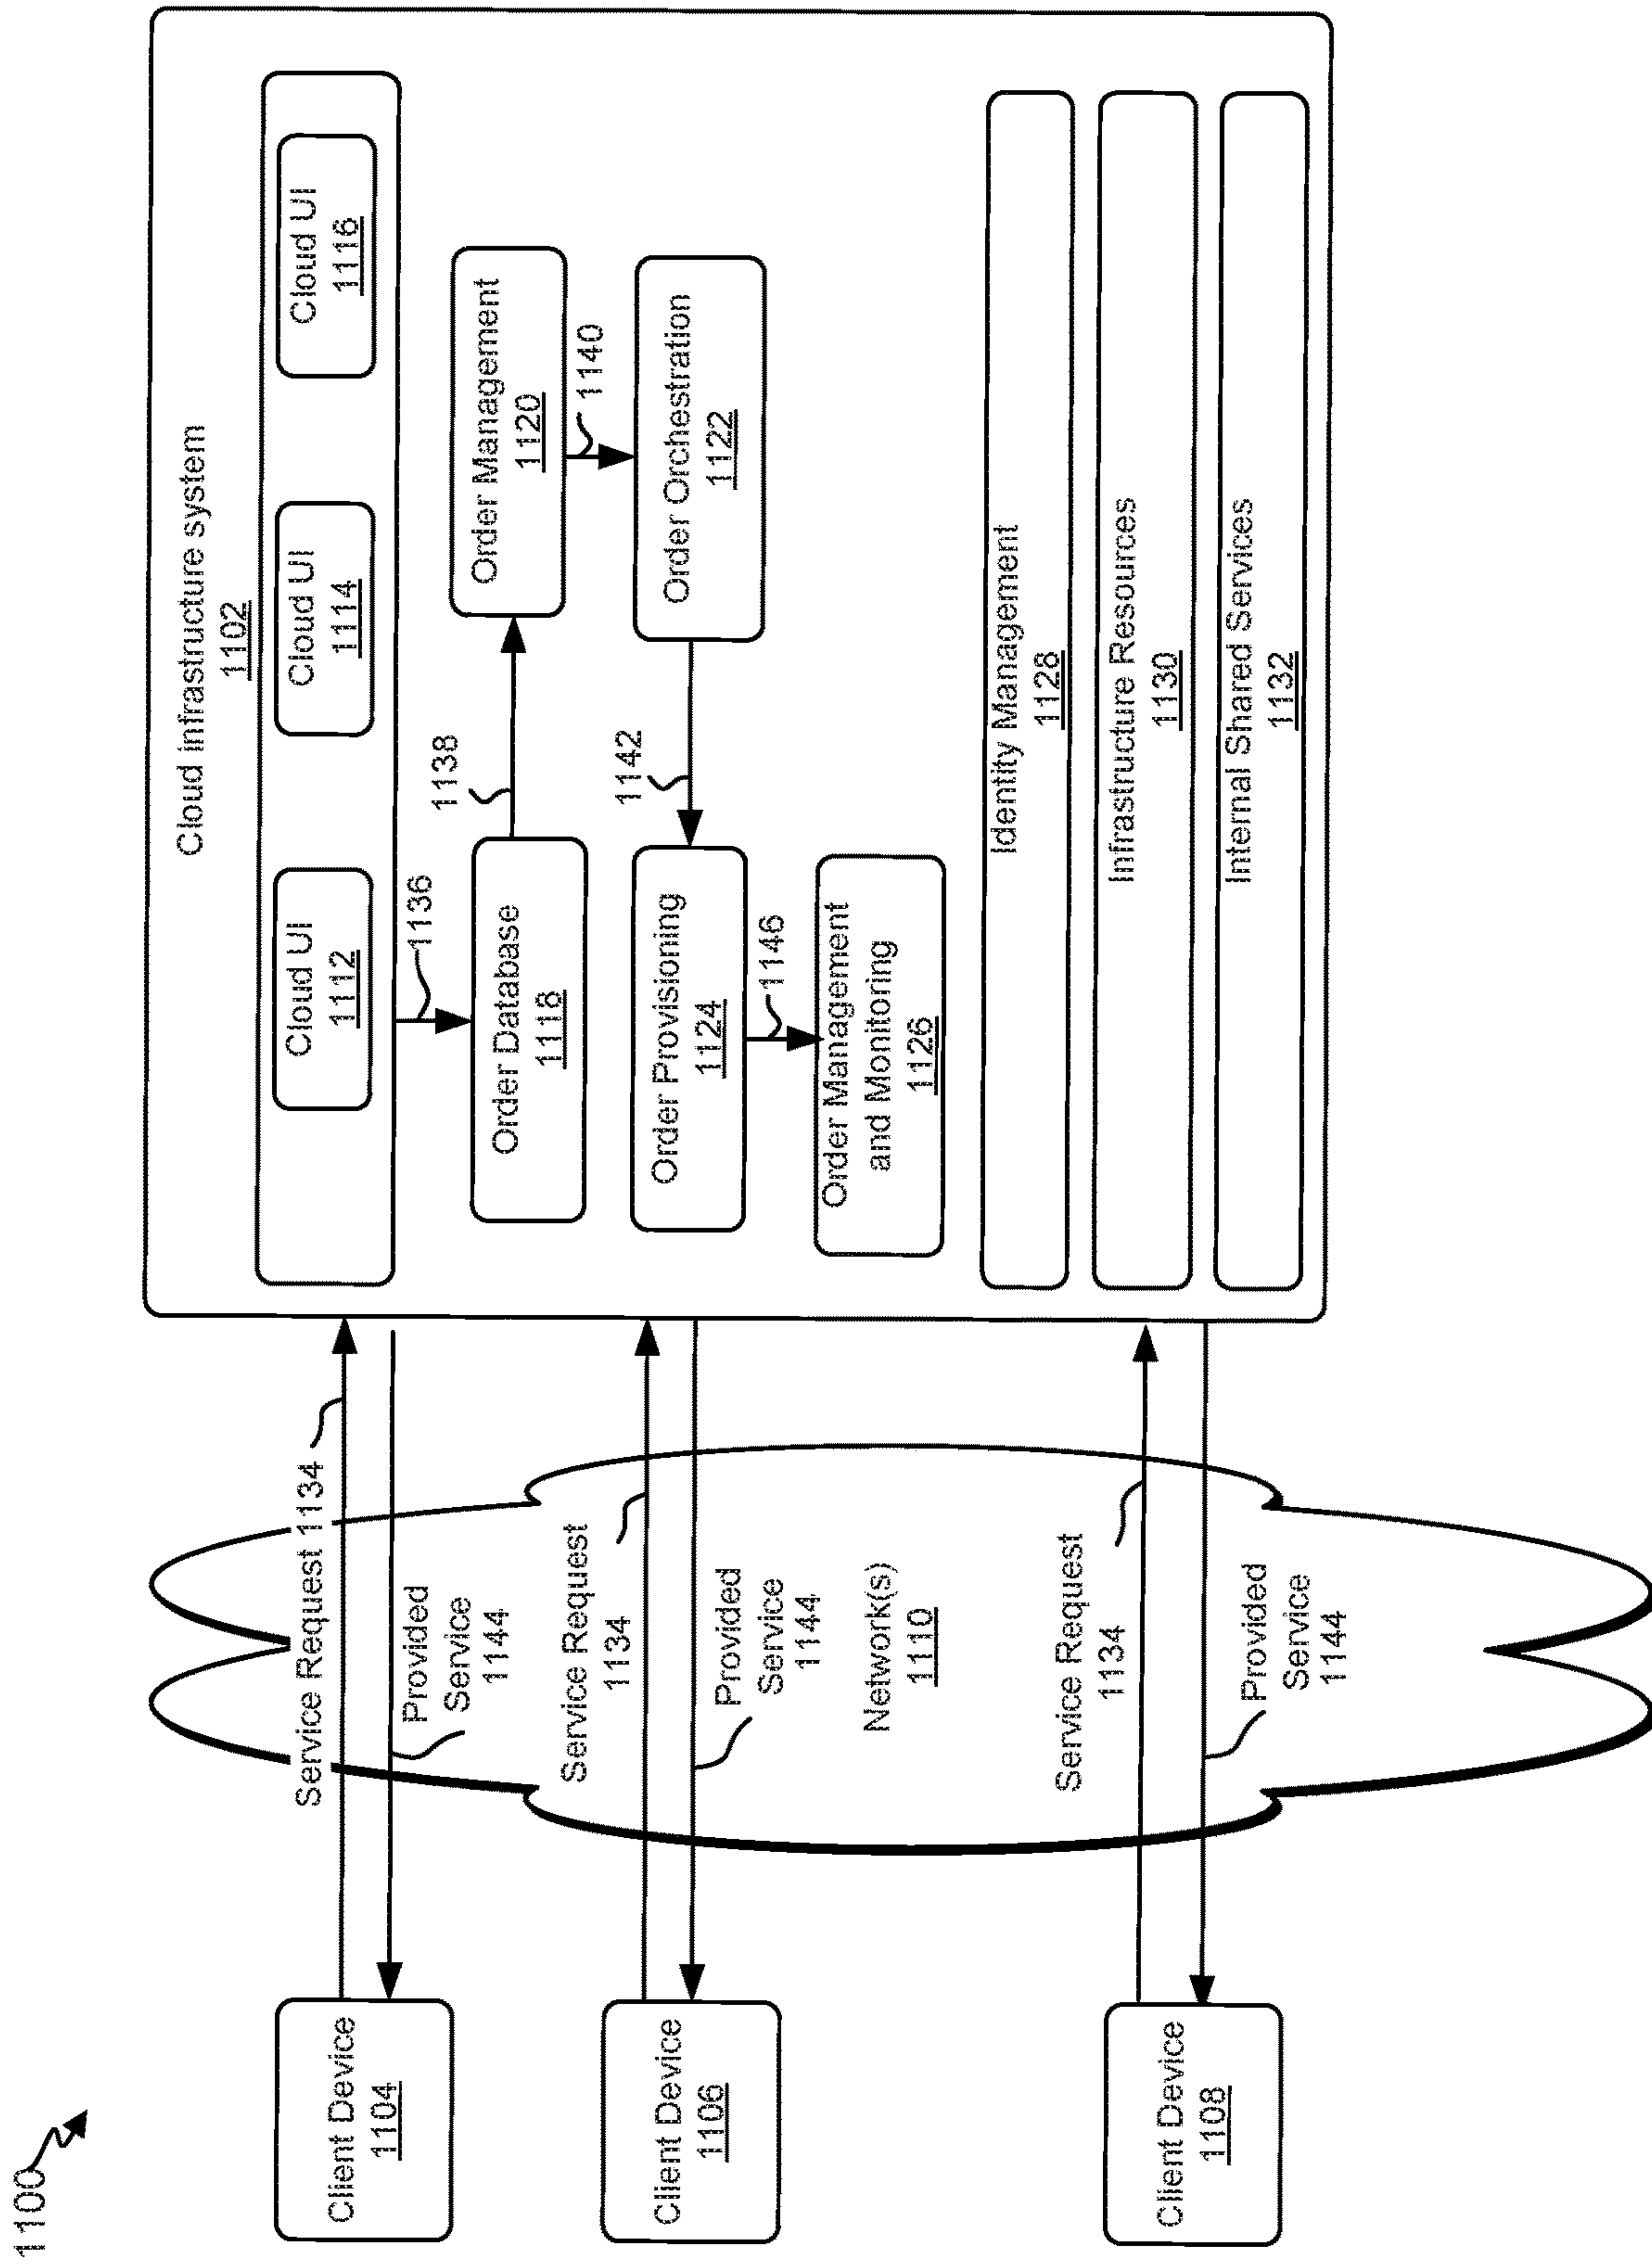 1100
Client Device
1104
Client Device
1106
Client Device
1108
Service Request 1134
Provided
Service
1144
Service Request
1134
Provided
Service
1144
Network(s)
1110
Service Request
1134
Provided
Service
1144
Cloud infrastructure system
1102
Cloud UI
1112
Cloud UI
1114
Cloud UI
1116
1136
Order Database
1118
1138
Order Management
1120
1140
Order Orchestration
1122
1142
Order Provisioning
1124
1146
Order Management
and Monitoring
1126
Identity Management
1128
Infrastructure Resources
1130
Internal Shared Services
1132